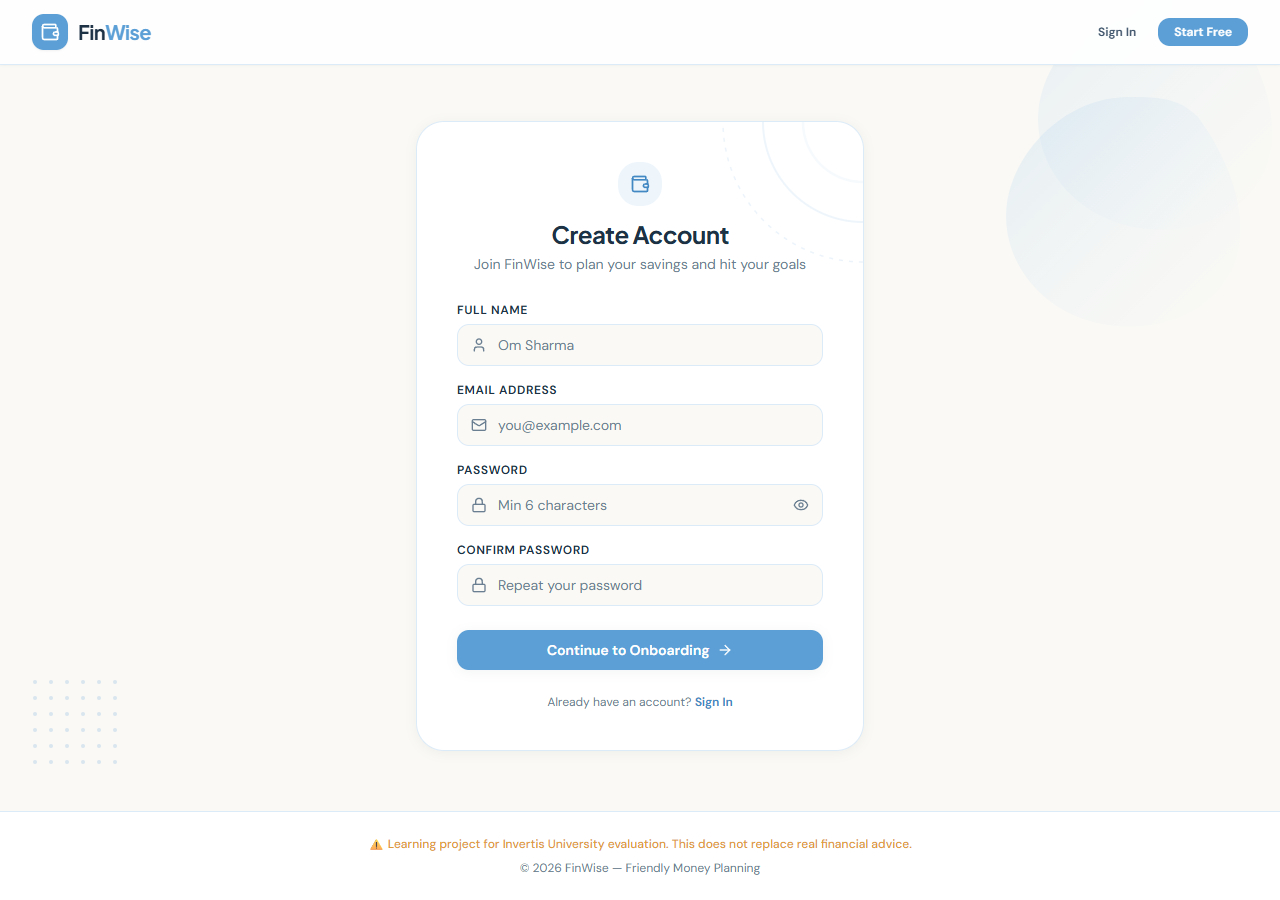 FinWise
Sign In
Start Free
Create Account
Join FinWise to plan your savings and hit your goals
FULL NAME
Om Sharma
EMAIL ADDRESS
you@example.com
PASSWORD
Min 6 characters
CONFIRM PASSWORD
Repeat your password
Continue to Onboarding →
Already have an account? Sign In
⚠ Learning project for Invertis University evaluation. This does not replace real financial advice.
© 2026 FinWise — Friendly Money Planning